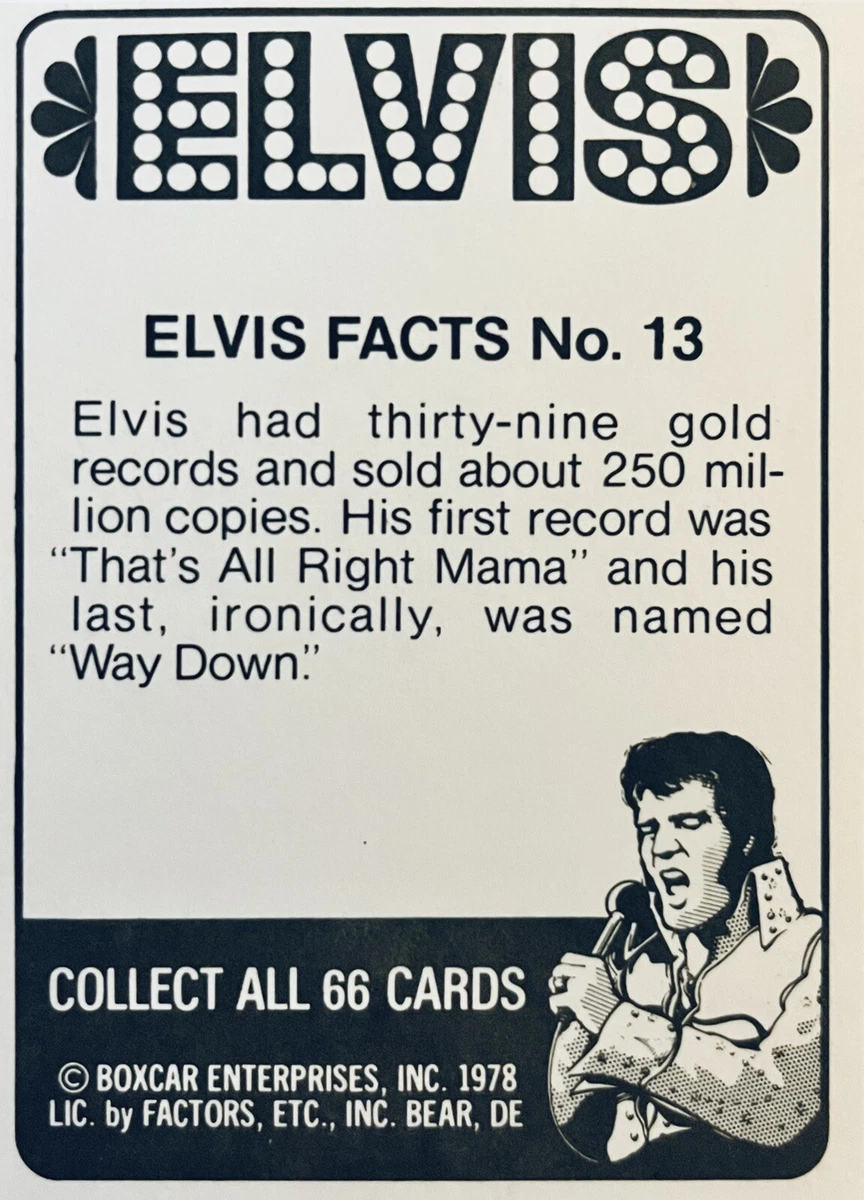 ELVIS
ELVIS FACTS No. 13
Elvis had thirty-nine gold
records and sold about 250 mil-
lion copies. His first record was
“That’s All Right Mama” and his
last, ironically, was named
“Way Down.”
COLLECT ALL 66 CARDS
© BOXCAR ENTERPRISES, INC. 1978
LIC. by FACTORS, ETC., INC. BEAR, DE